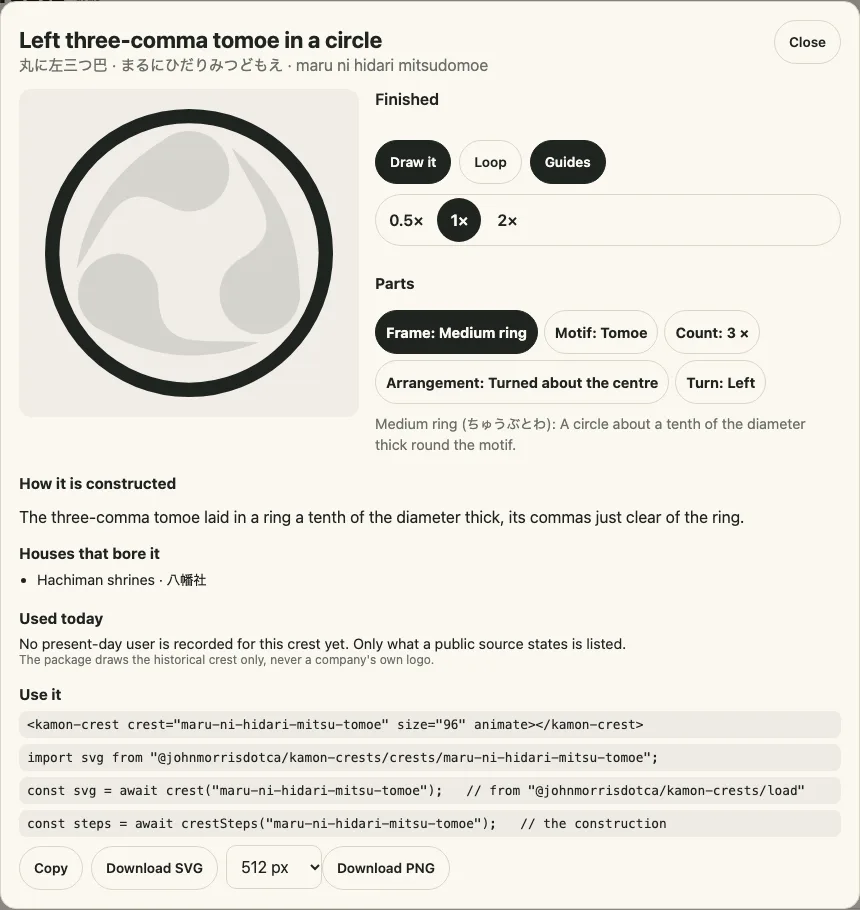 Left three-comma tomoe in a circle
Close
丸に左三つ巴 · まるにひだりみつどもえ · maru ni hidari mitsudomoe
Finished
Draw it
Loop
Guides
0.5×
1×
2×
Parts
Frame: Medium ring
Motif: Tomoe
Count: 3 ×
Arrangement: Turned about the centre
Turn: Left
Medium ring (ちゅうぶとわ): A circle about a tenth of the diameter
thick round the motif.
How it is constructed
The three-comma tomoe laid in a ring a tenth of the diameter thick, its commas just clear of the ring.
Houses that bore it
• Hachiman shrines · 八幡社
Used today
No present-day user is recorded for this crest yet. Only what a public source states is listed.
The package draws the historical crest only, never a company's own logo.
Use it
<kamon-crest crest="maru-ni-hidari-mitsu-tomoe" size="96" animate></kamon-crest>
import svg from "@johnmorrisdotca/kamon-crests/crests/maru-ni-hidari-mitsu-tomoe";
const svg = await crest("maru-ni-hidari-mitsu-tomoe");   // from "@johnmorrisdotca/kamon-crests/load"
const steps = await crestSteps("maru-ni-hidari-mitsu-tomoe");   // the construction
Copy
Download SVG
512 px
Download PNG